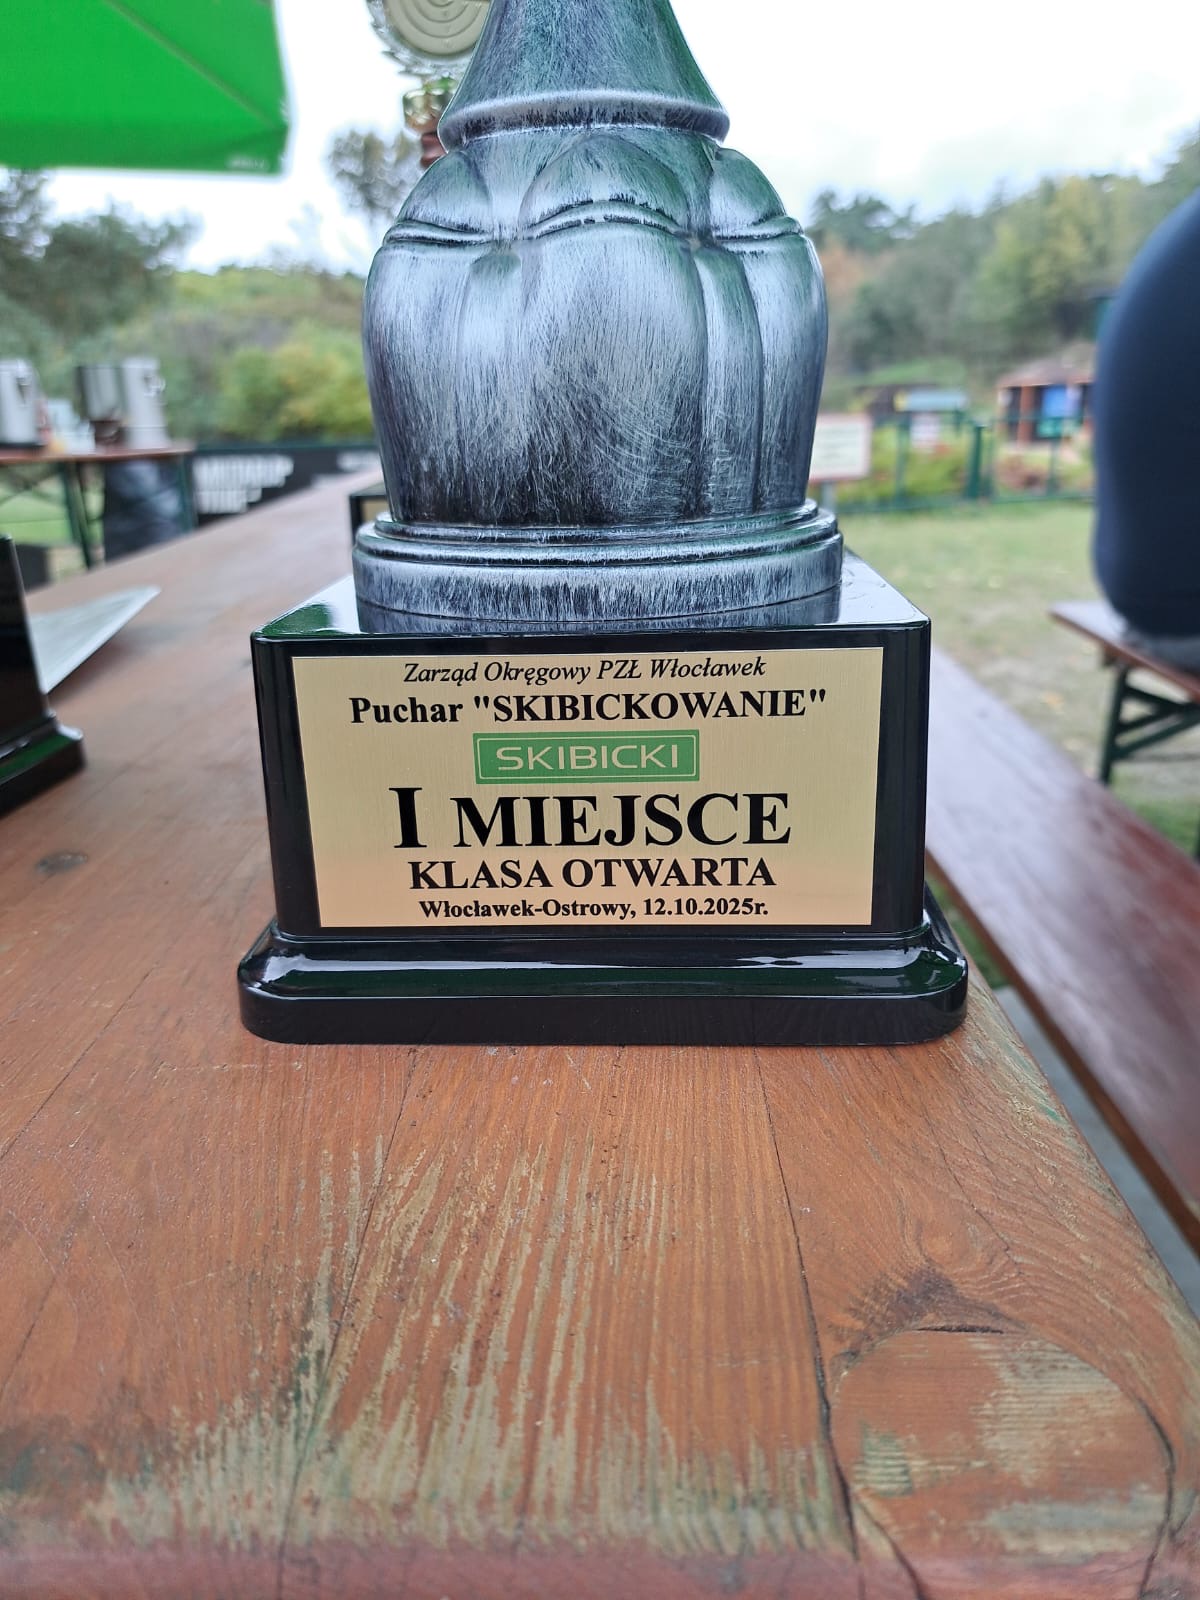 Zarząd Okręgowy PZŁ Włocławek
Puchar "SKIBICKOWANIE"
SKIBICKI
I MIEJSCE
KLASA OTWARTA
Włocławek-Ostrowy, 12.10.2025r.